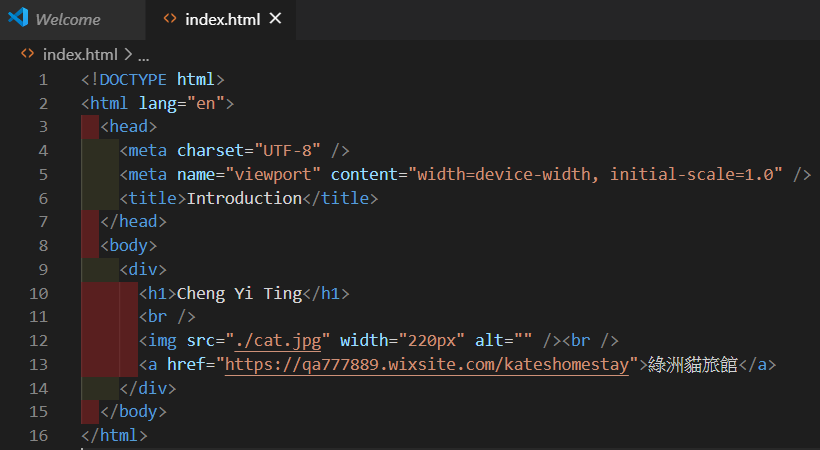 Welcome index.html ×
index.html > ...
1 <!DOCTYPE html>
2 <html lang="en">
3 <head>
4 <meta charset="UTF-8" />
5 <meta name="viewport" content="width=device-width, initial-scale=1.0" />
6 <title>Introduction</title>
7 </head>
8 <body>
9 <div>
10 <h1>Cheng Yi Ting</h1>
11 <br />
12 <img src="./cat.jpg" width="220px" alt="" /><br />
13 <a href="https://qa777889.wixsite.com/kateshomestay">綠洲貓旅館</a>
14 </div>
15 </body>
16 </html>